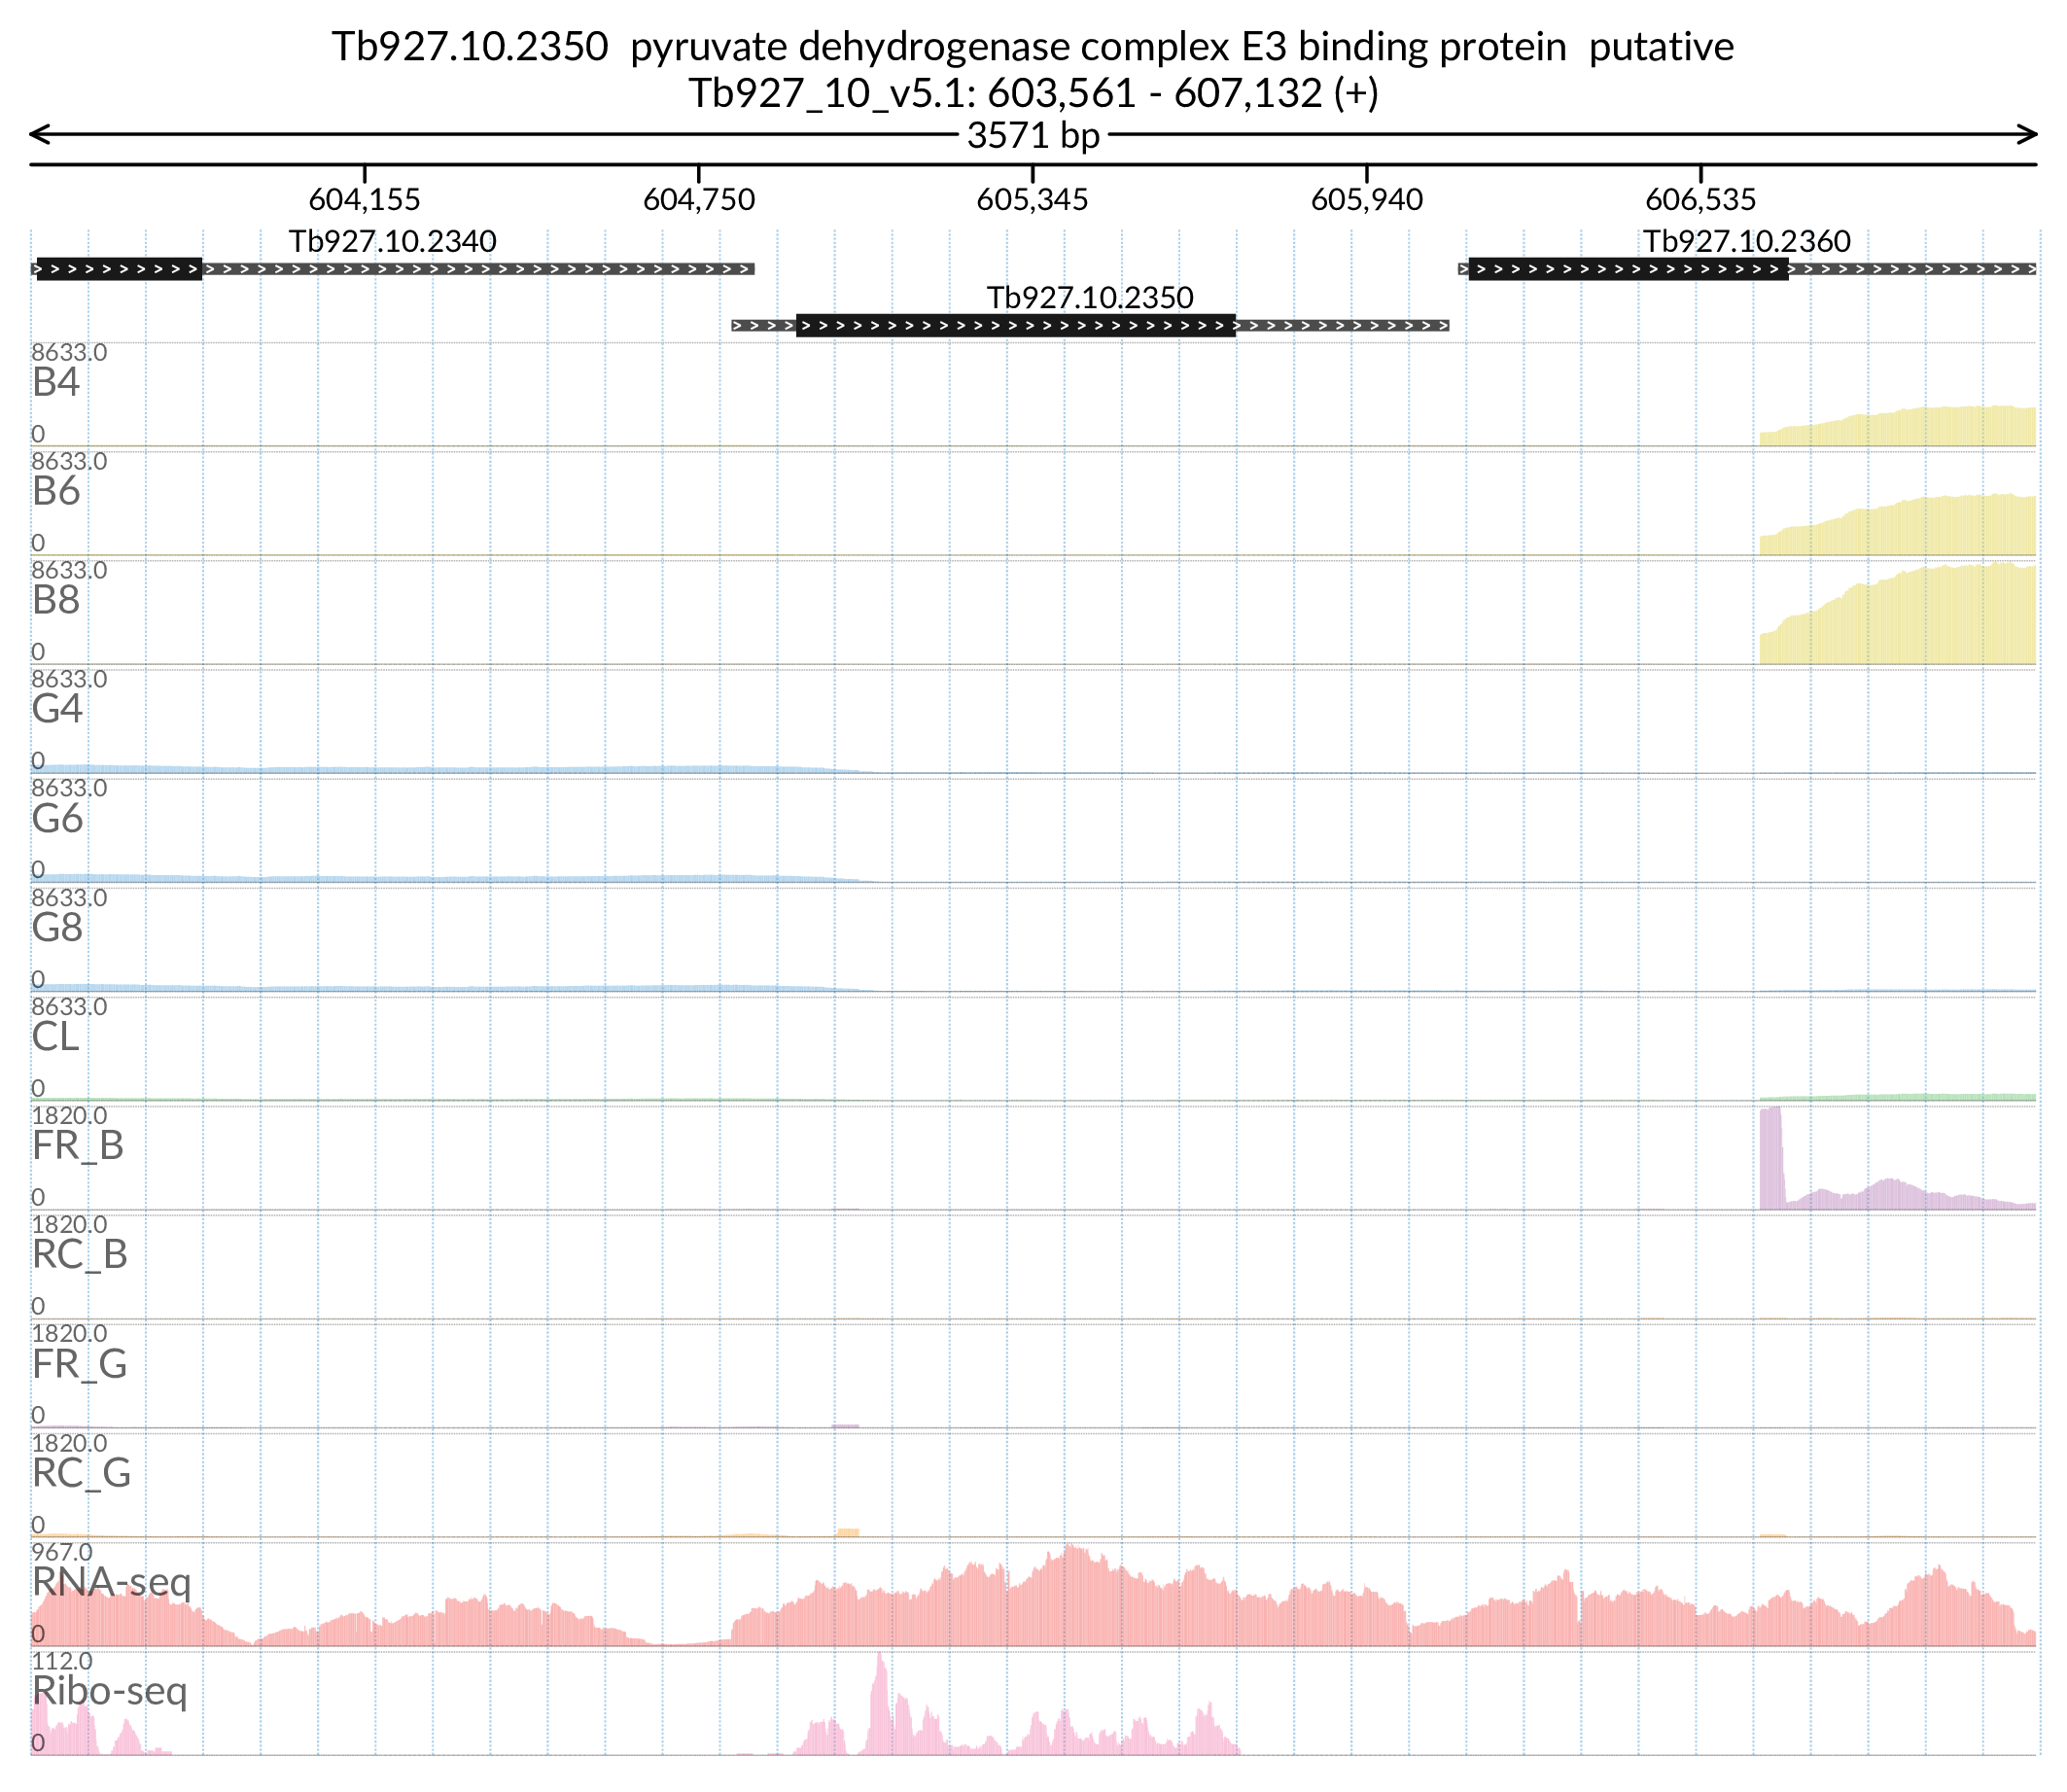 Tb927.10.2350 pyruvate dehydrogenase complex E3 binding protein putative
Tb927_10_v5.1: 603,561 - 607,132 (+)
3571 bp
604,155 604,750 605,345 605,940 606,535
Tb927.10.2340 Tb927.10.2360
Tb927.10.2350
8633.0
B4
0
8633.0
B6
0
8633.0
B8
0
8633.0
G4
0
8633.0
G6
0
8633.0
G8
0
8633.0
CL
0
1820.0
FR_B
0
1820.0
RC_B
0
1820.0
FR_G
0
1820.0
RC_G
0
967.0
RNA-seq
0
112.0
Ribo-seq
0